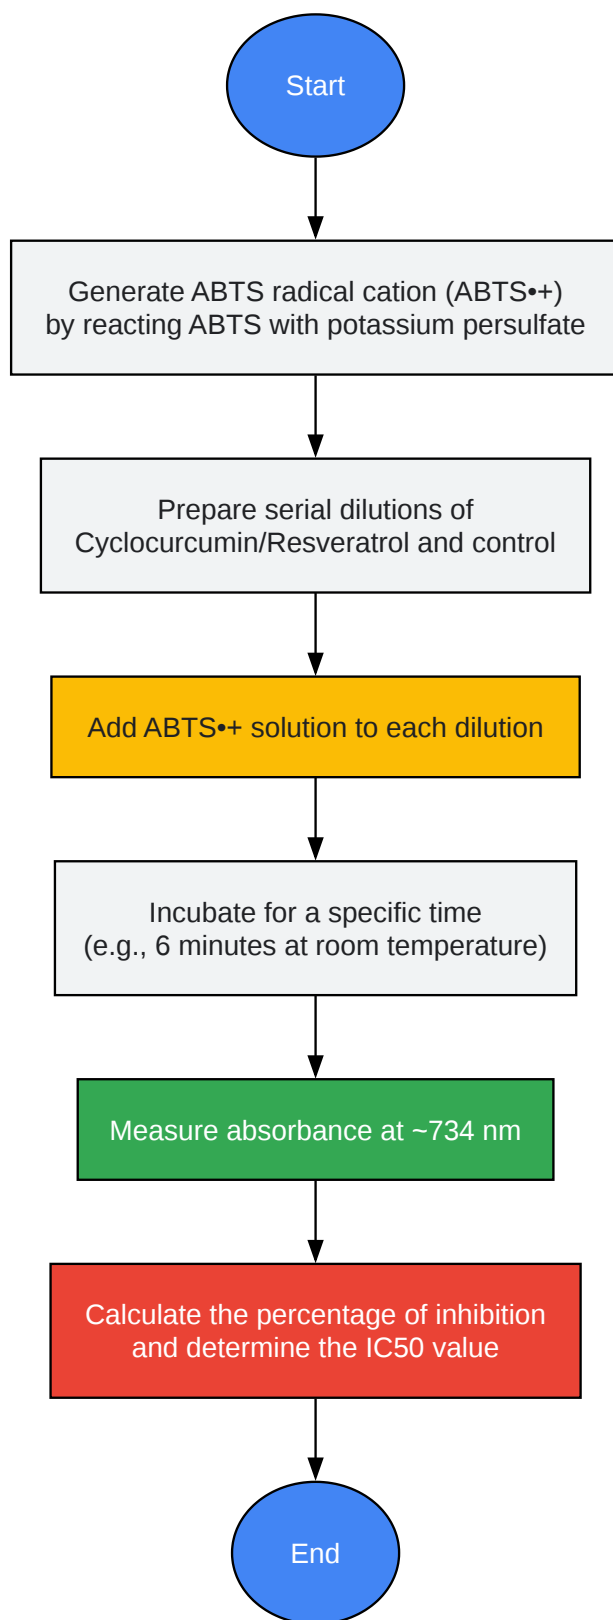 Start
Generate ABTS radical cation (ABTS•+)
by reacting ABTS with potassium persulfate
Prepare serial dilutions of
Cyclocurcumin/Resveratrol and control
Add ABTS•+ solution to each dilution
Incubate for a specific time
(e.g., 6 minutes at room temperature)
Measure absorbance at ~734 nm
Calculate the percentage of inhibition
and determine the IC50 value
End